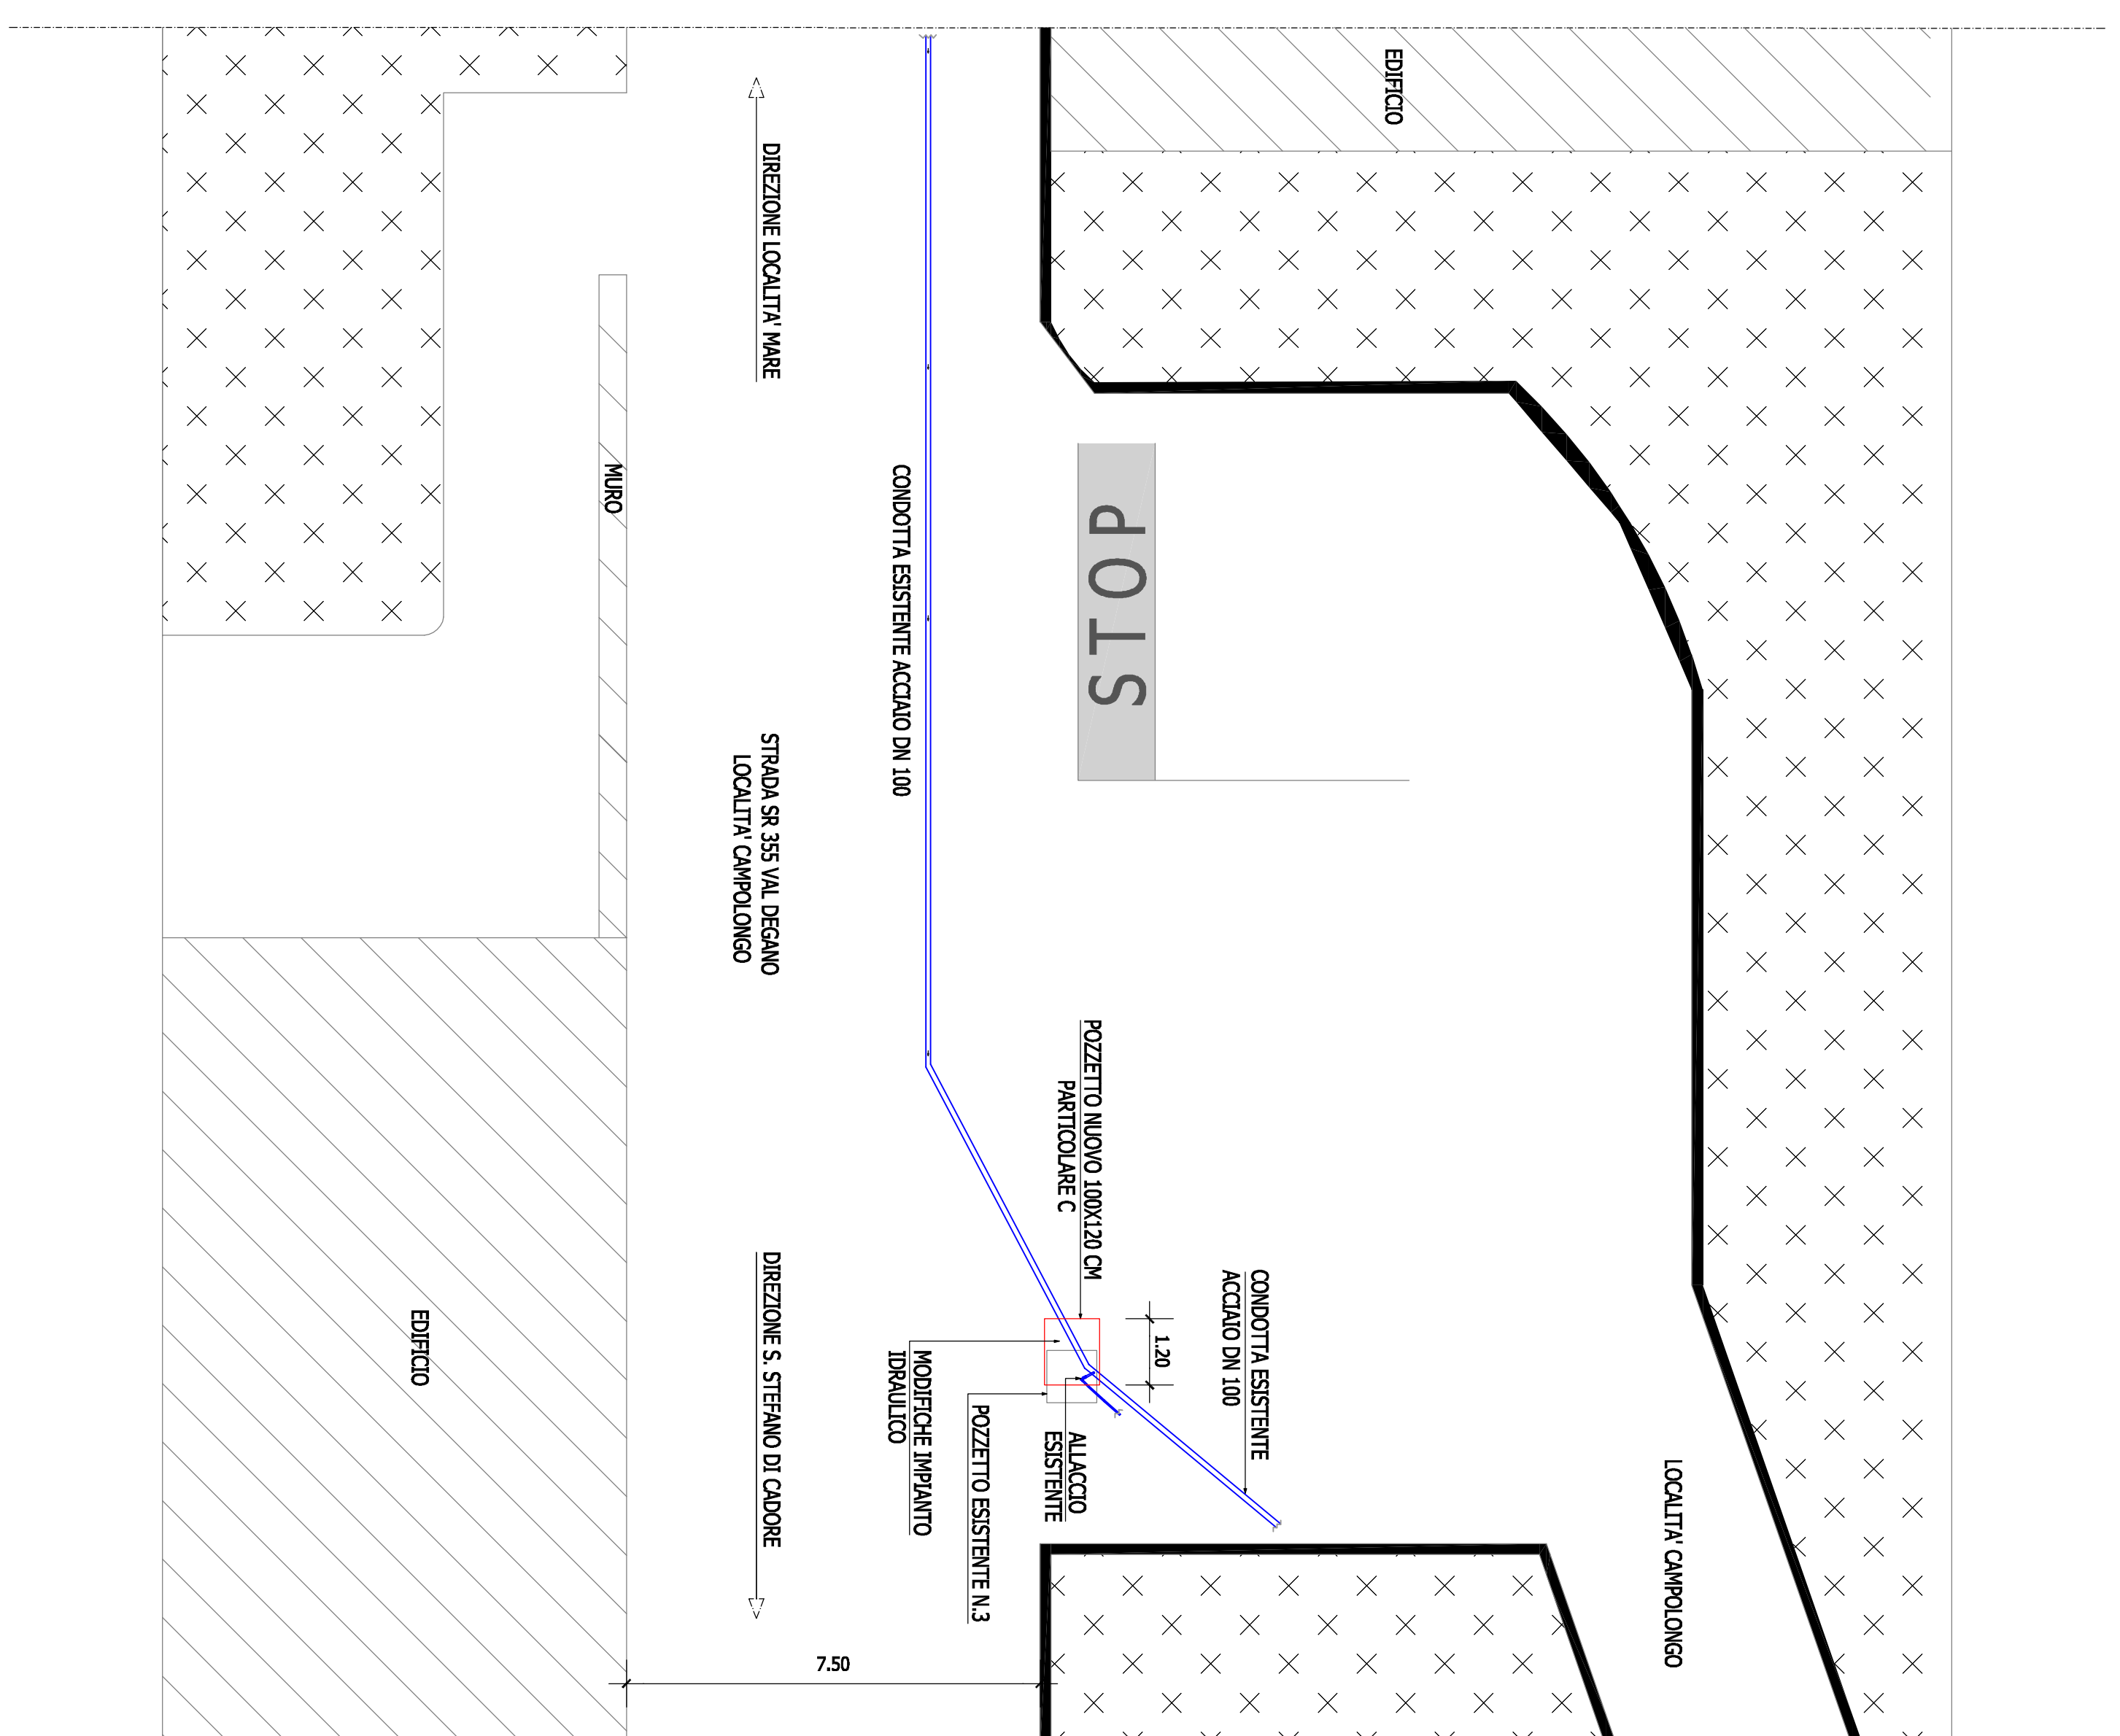 EDIFICIO
DIREZIONE LOCALITA' MARE
MURO
CONDOTTA ESISTENTE ACCIAIO DN 100
STOP
STRADA SR 355 VAL DEGANO
LOCALITA' CAMPOLONGO
POZZETTO NUOVO 100X120 CM
PARTICOLARE C
CONDOTTA ESISTENTE
ACCIAIO DN 100
1.20
DIREZIONE S. STEFANO DI CADORE
EDIFICIO
MODIFICHE IMPIANTO
IDRAULICO
ALLACCIO
ESISTENTE
POZZETTO ESISTENTE N.3
LOCALITA' CAMPOLONGO
7.50